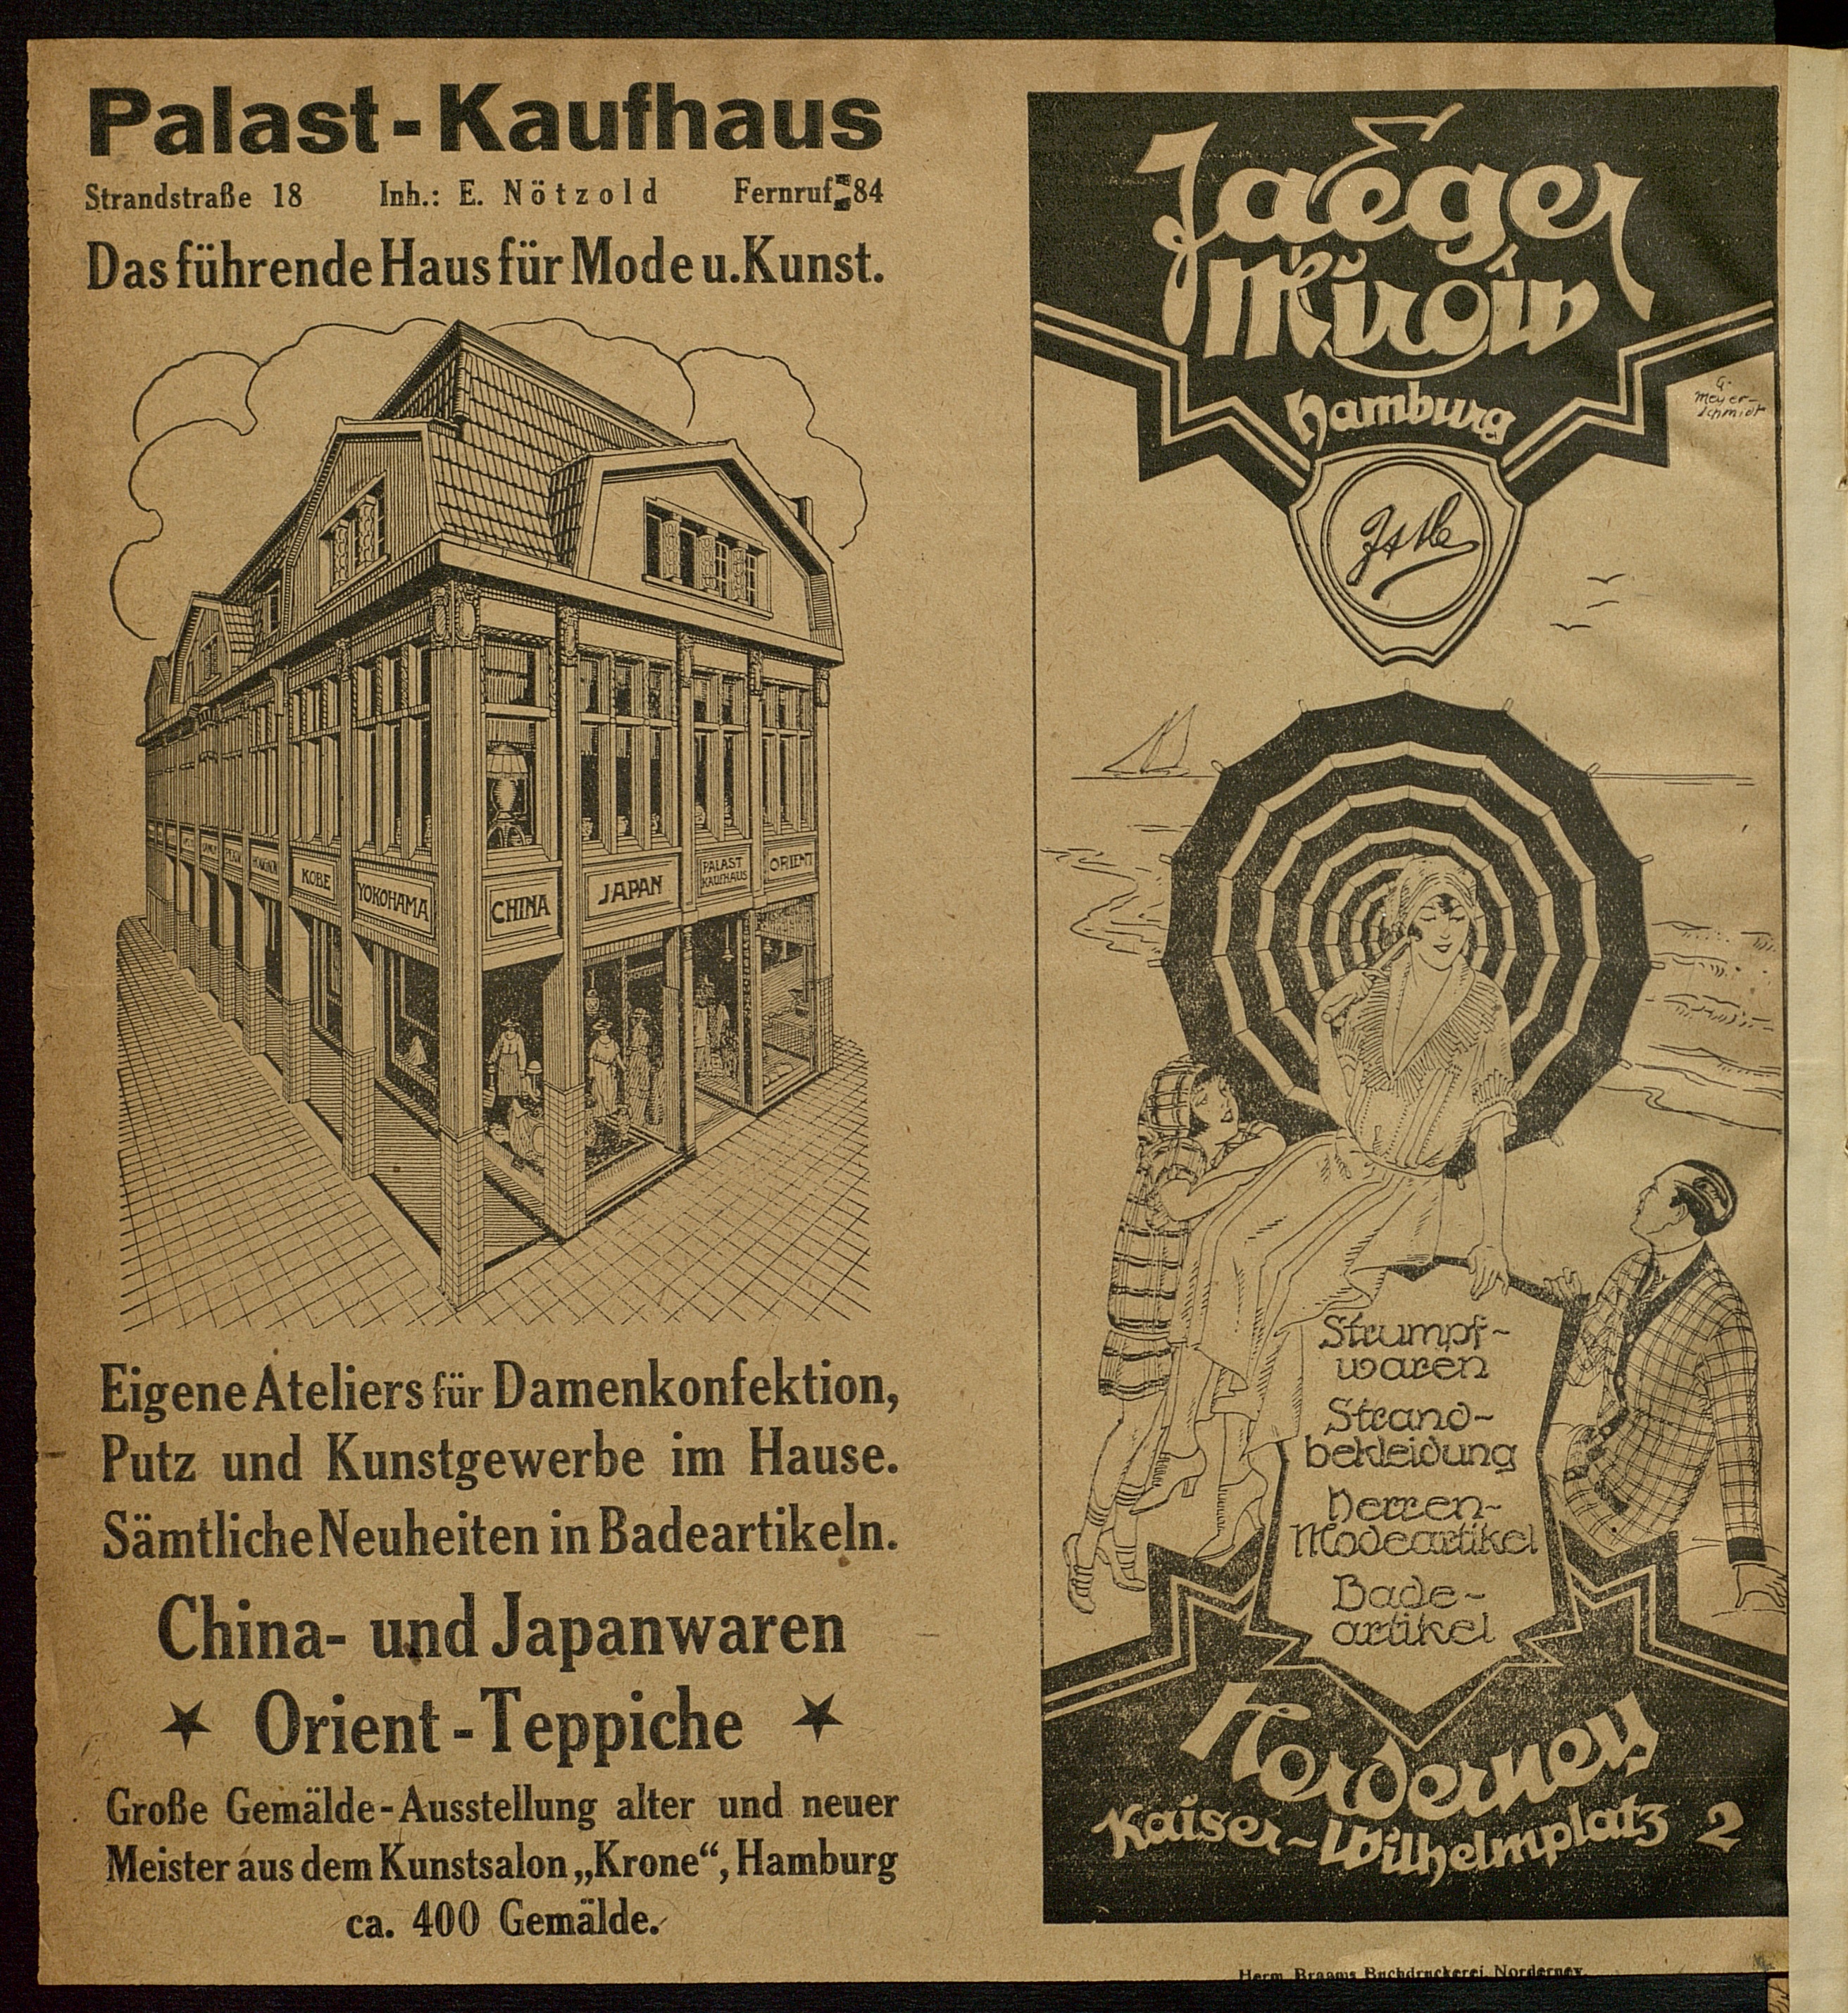 Palast-Kaufhaus
Strandstraße 18 Inh.: E. Nötzold Fernruf 84
Das führende Haus für Mode u. Kunst.
KOBE
YOKOHAMA
CHINA
JAPAN
PALAST
KAUFHAUS
ORIENT
Eigene Ateliers für Damenkonfektion,
Putz und Kunstgewerbe im Hause.
Sämtliche Neuheiten in Badeartikeln.
China- und Japanwaren
Orient-Teppiche
Große Gemälde-Ausstellung alter und neuer
Meister aus dem Kunstsalon „Krone“, Hamburg
ca. 400 Gemälde.
Jaeger
Mirow
Hamburg
G.
Meyer-
Schmidt
Strumpf-
waren
Strand-
bekleidung
Herren-
Modeartikel
Bade-
artikel
Norderney
Kaiser-Wilhelmplatz 2
Herm. Braams Buchdruckerei, Norderney.